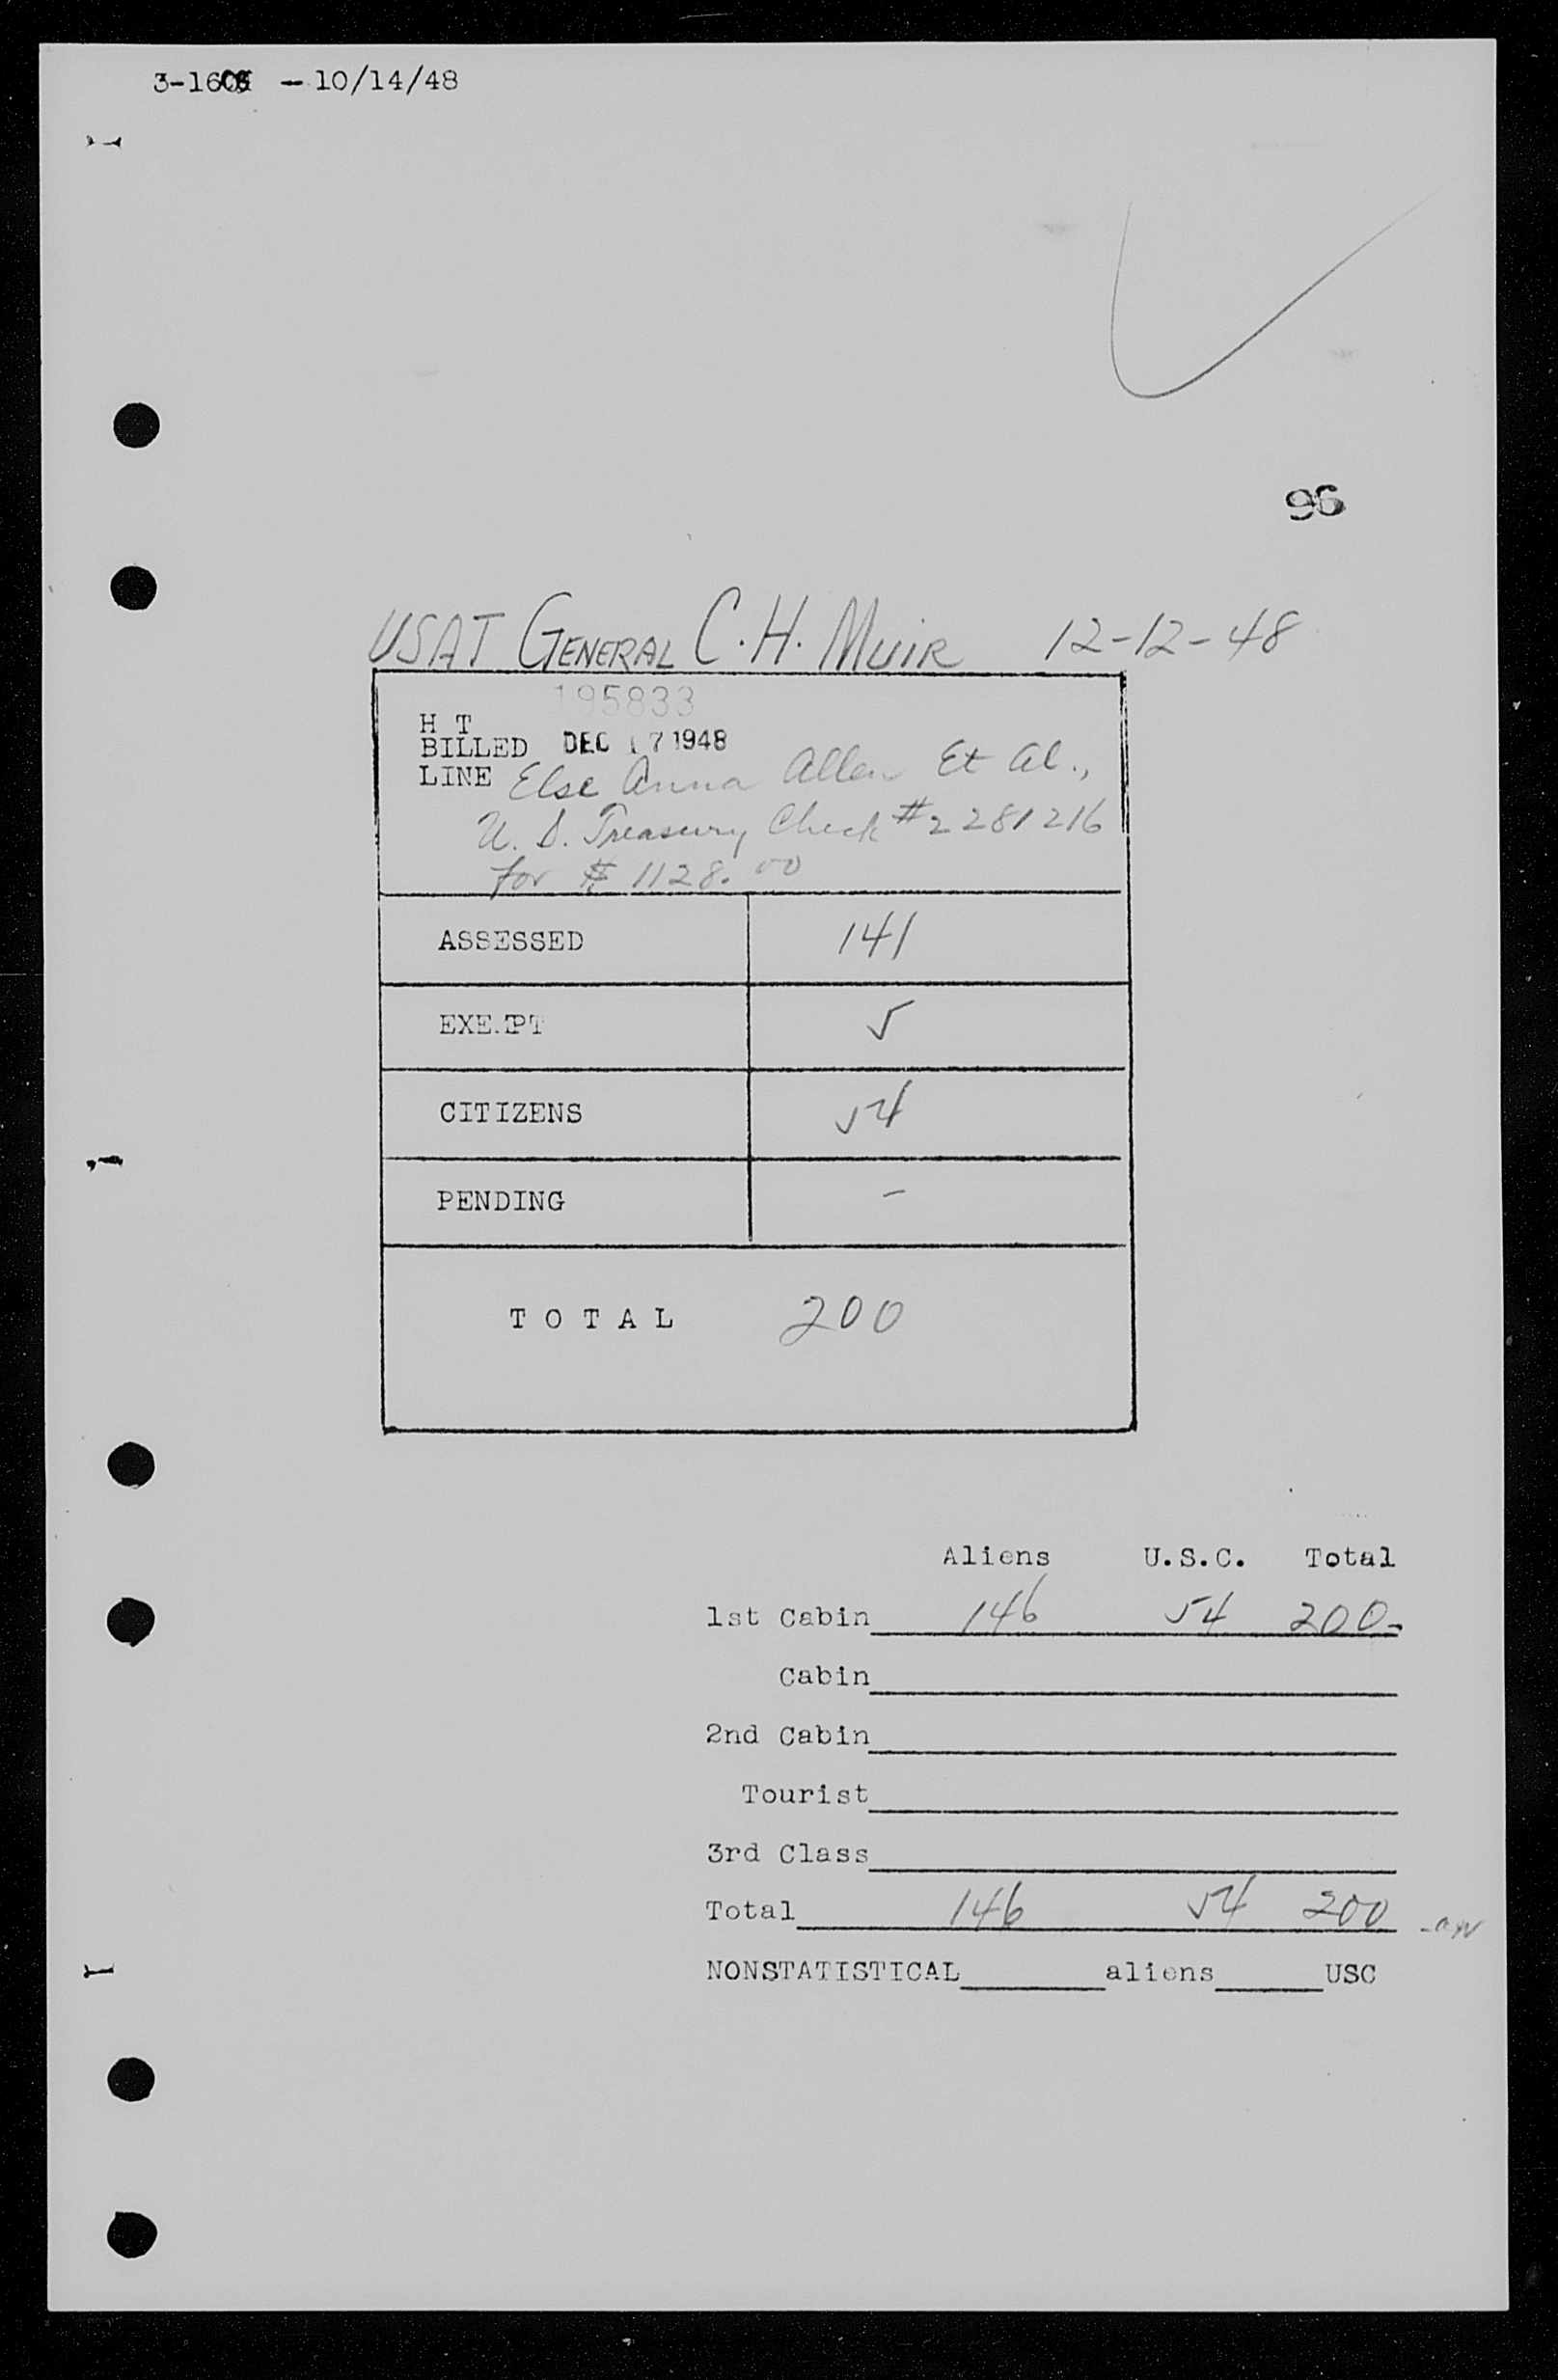 - 10/14/48
96
USAT GENERAL C. H. MUIR 12-12-48
195833
H T
BILLED DEC 17 1948
LINE Else Anna Allen Et al.,
U. S. Treasury Check #2281216
for $ 1128.00
ASSESSED 141
EXEMPT 5
CITIZENS 54
PENDING -
TOTAL 200
Aliens U.S.C. Total
1st Cabin 146 54 200-
Cabin
2nd Cabin
Tourist
3rd Class
Total 146 54 200
NONSTATISTICAL aliens USC